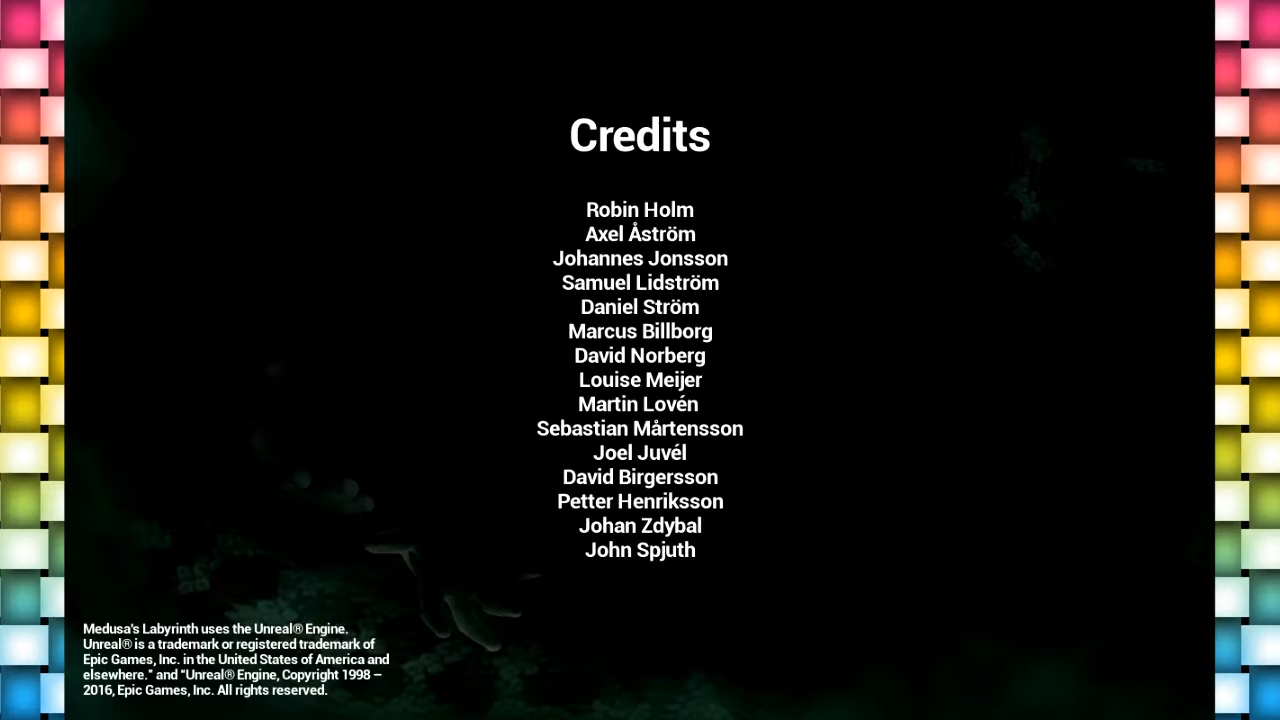 Credits
Robin Holm
Axel Åström
Johannes Jonsson
Samuel Lidström
Daniel Ström
Marcus Billborg
David Norberg
Louise Meijer
Martin Lovén
Sebastian Mårtensson
Joel Juvél
David Birgersson
Petter Henriksson
Johan Zdybal
John Spjuth
Medusa's Labyrinth uses the Unreal® Engine.
Unreal® is a trademark or registered trademark of
Epic Games, Inc. in the United States of America and
elsewhere." and "Unreal® Engine, Copyright 1998 –
2016, Epic Games, Inc. All rights reserved.